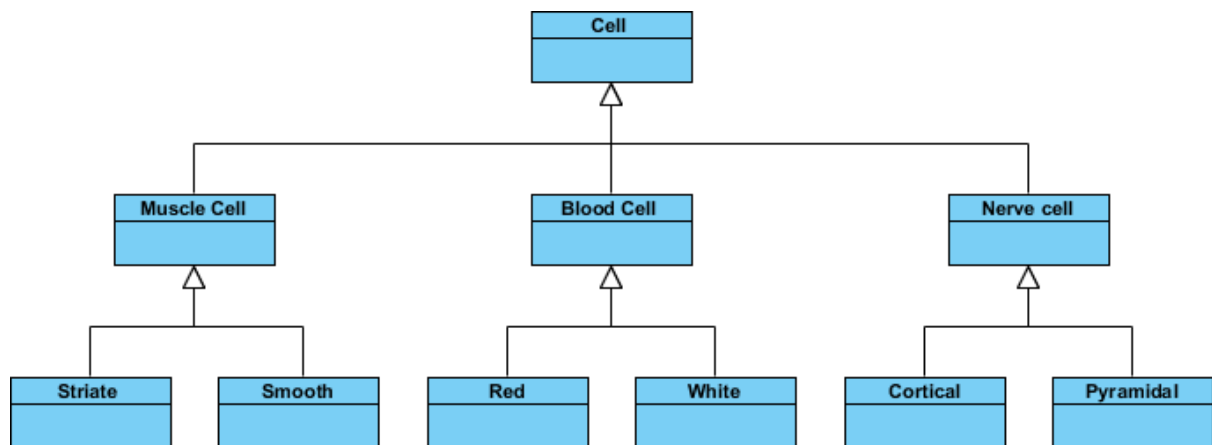 Cell
Muscle Cell
Blood Cell
Nerve cell
Striate
Smooth
Red
White
Cortical
Pyramidal